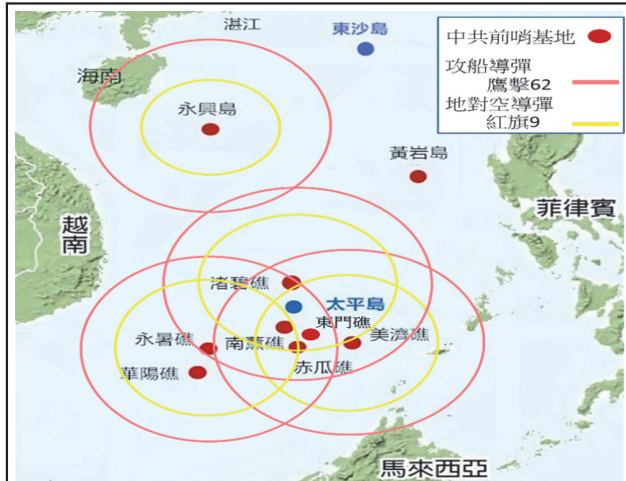 湛江
東沙島
中共前哨基地
攻船導彈
鷹擊62
地對空導彈
紅旗9
海南
永興島
黃岩島
越南
菲律賓
渚碧礁
太平島
東門礁
永暑礁
南薰礁
美濟礁
華陽礁
赤瓜礁
馬來西亞